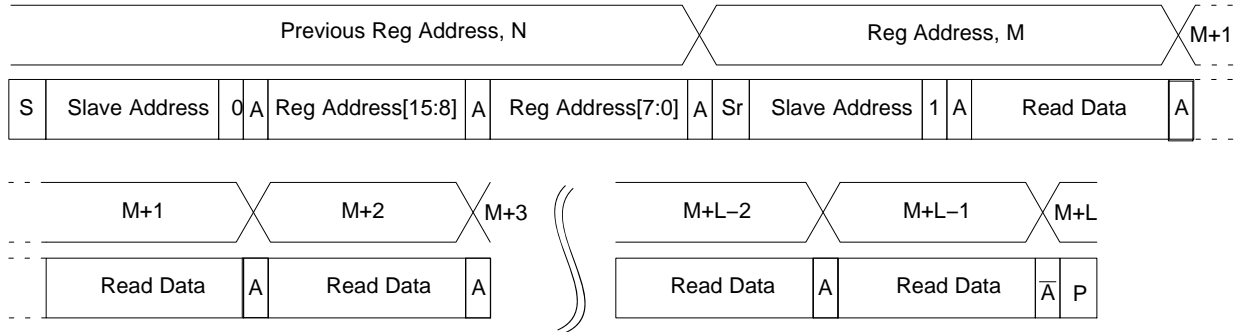 Previous Reg Address, N Reg Address, M M+1
S Slave Address 0 A Reg Address[15:8] A Reg Address[7:0] A Sr Slave Address 1 A Read Data A
M+1 M+2 M+3 M+L−2 M+L−1 M+L
Read Data A Read Data A Read Data A Read Data A̅ P